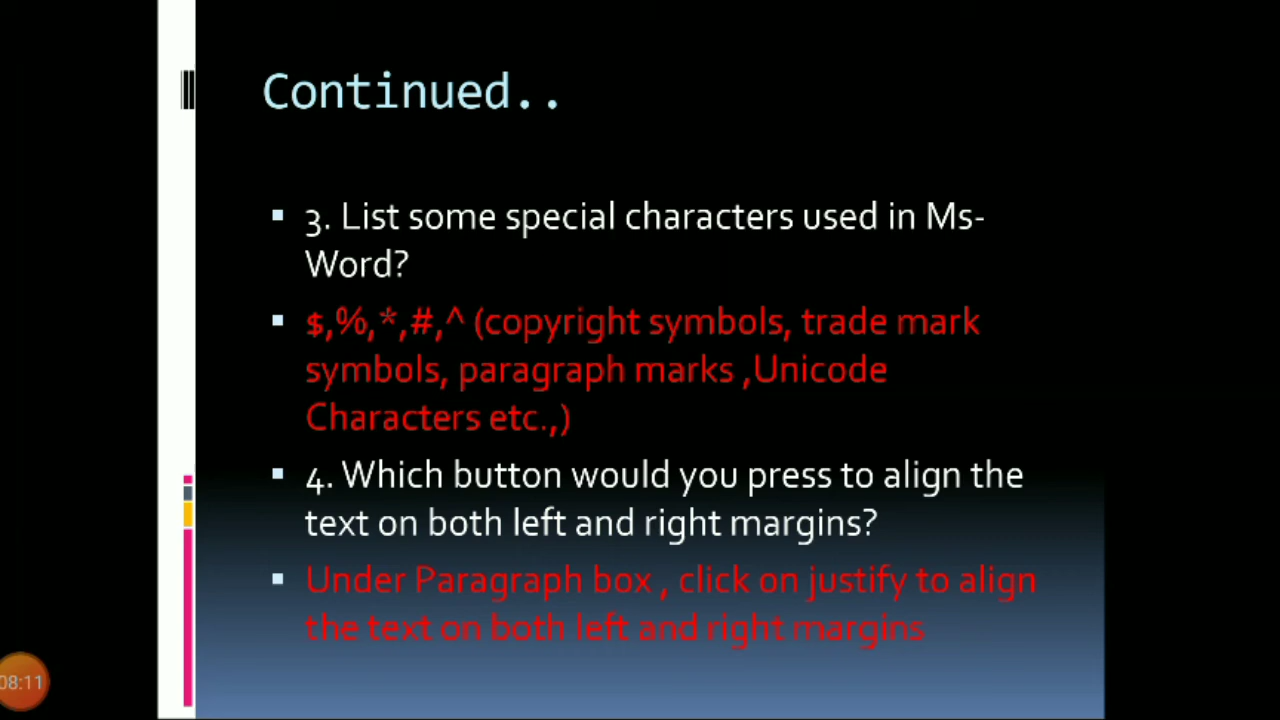 Continued..
3. List some special characters used in Ms-
Word?
$,%,*,#,^ (copyright symbols, trade mark
symbols, paragraph marks ,Unicode
Characters etc.,)
4. Which button would you press to align the
text on both left and right margins?
Under Paragraph box , click on justify to align
the text on both left and right margins
08:11